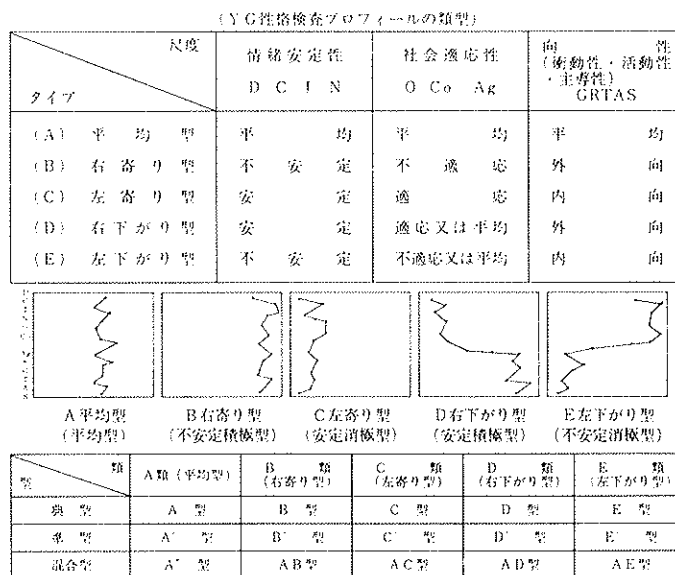 (YG性格検査プロフィールの類型)
尺度
タイプ
情緒安定性
D C I N
社会適応性
O Co Ag
向性
(衝動性・活動性
・主導性)
GRTAS
(A) 平均型 平均 平均 平均
(B) 右寄り型 不安定 不適応 外向
(C) 左寄り型 安定 適応 内向
(D) 右下がり型 安定 適応又は平均 外向
(E) 左下がり型 不安定 不適応又は平均 内向
A平均型 B右寄り型 C左寄り型 D右下がり型 E左下がり型
(平均型) (不安定積極型) (安定消極型) (安定積極型) (不安定消極型)
類
型
A類(平均型) B類(右寄り型) C類(左寄り型) D類(右下がり型) E類(左下がり型)
典型 A型 B型 C型 D型 E型
準型 A'型 B'型 C'型 D'型 E'型
混合型 A"型 AB型 AC型 AD型 AE型